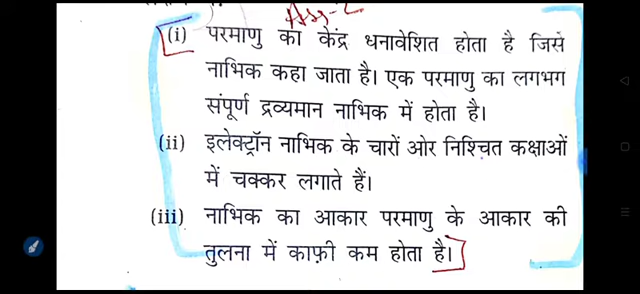 (i) परमाणु का केंद्र धनावेशित होता है जिसे
नाभिक कहा जाता है। एक परमाणु का लगभग
संपूर्ण द्रव्यमान नाभिक में होता है।
(ii) इलेक्ट्रॉन नाभिक के चारों ओर निश्चित कक्षाओं
में चक्कर लगाते हैं।
(iii) नाभिक का आकार परमाणु के आकार की
तुलना में काफ़ी कम होता है।